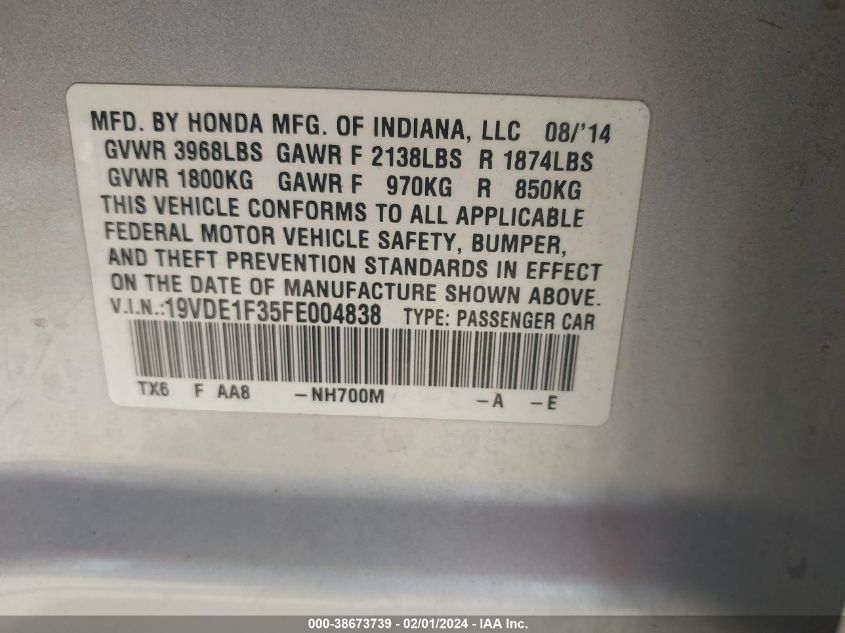 MFD. BY HONDA MFG. OF INDIANA, LLC 08/'14
GVWR 3968LBS GAWR F 2138LBS R 1874LBS
GVWR 1800KG GAWR F 970KG R 850KG
THIS VEHICLE CONFORMS TO ALL APPLICABLE
FEDERAL MOTOR VEHICLE SAFETY, BUMPER,
AND THEFT PREVENTION STANDARDS IN EFFECT
ON THE DATE OF MANUFACTURE SHOWN ABOVE.
V.I.N.:19VDE1F35FE004838 TYPE: PASSENGER CAR
TX6 F AA8 -NH700M -A -E
000-38673739 - 02/01/2024 - IAA Inc.